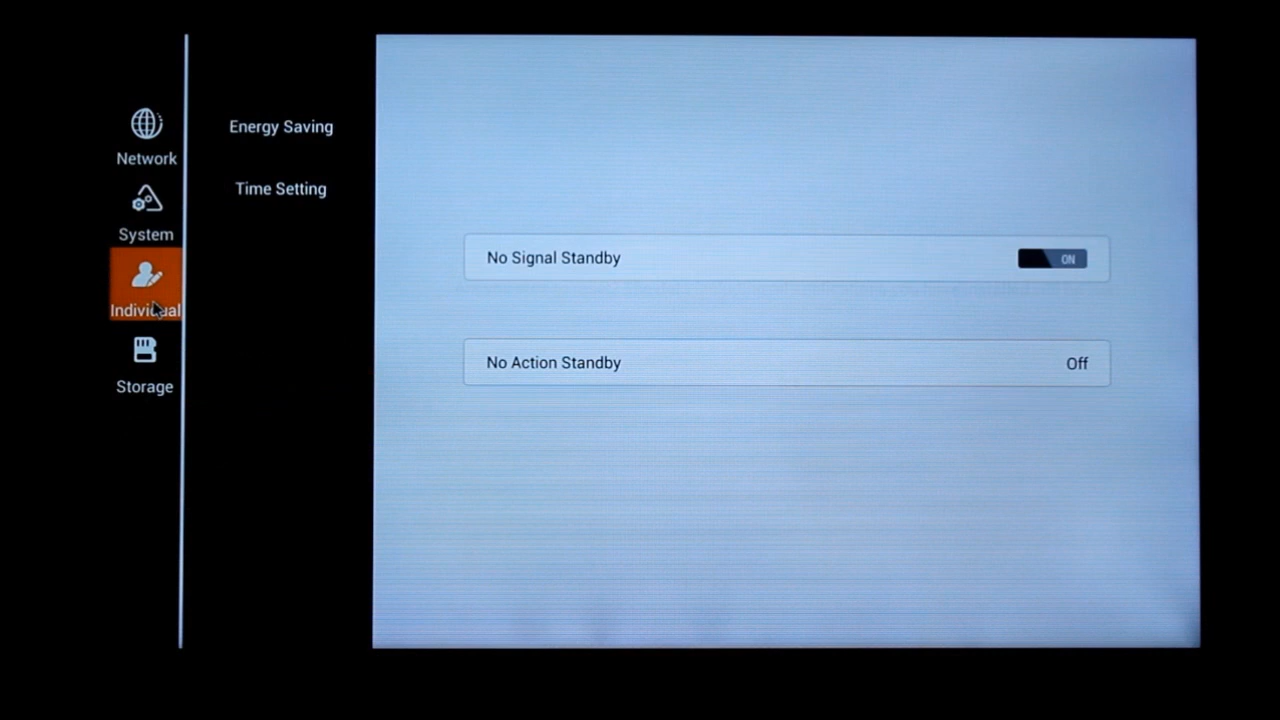 Network
System
Individual
Storage
Energy Saving
Time Setting
No Signal Standby
ON
No Action Standby
Off